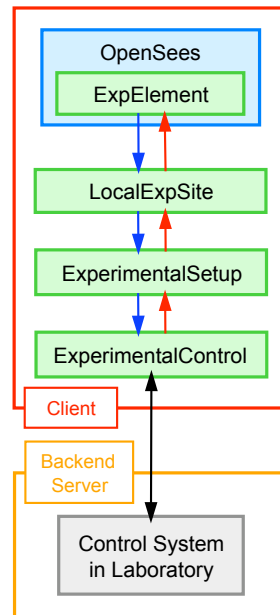 OpenSees
ExpElement
LocalExpSite
ExperimentalSetup
ExperimentalControl
Client
Backend
Server
Control System
in Laboratory